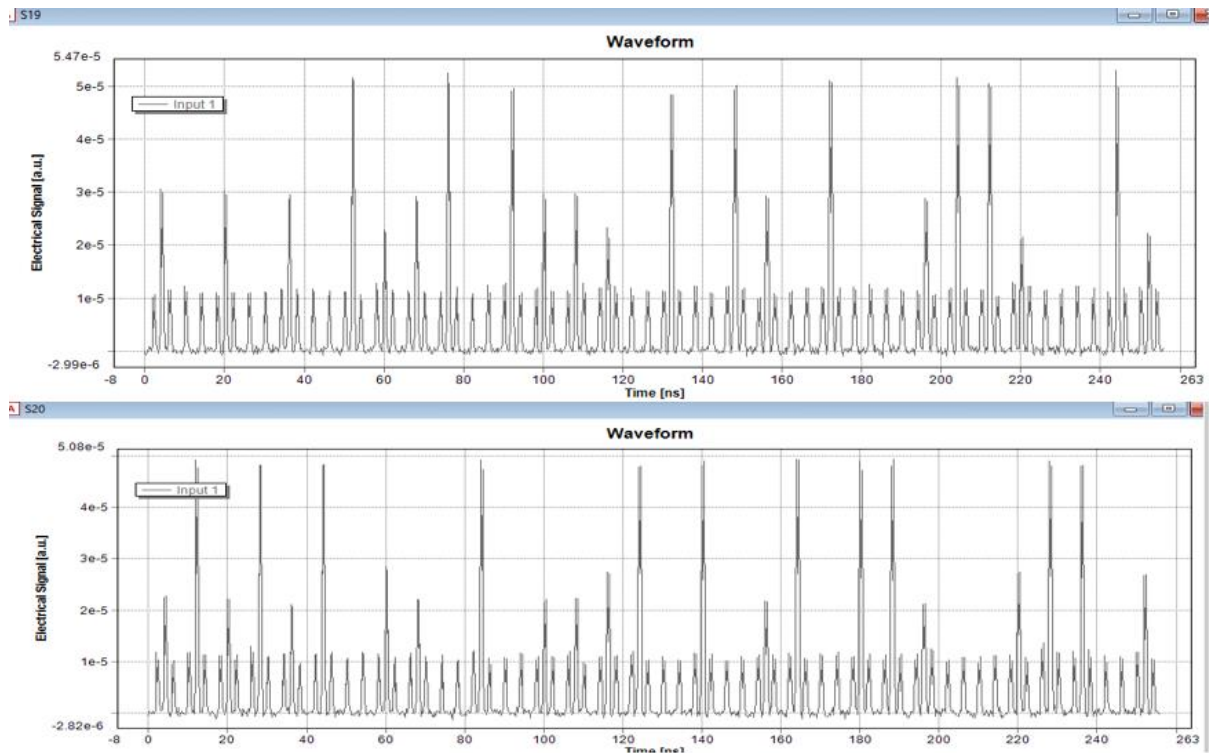 S19
Waveform
5.47e-5
5e-5
Input 1
4e-5
3e-5
2e-5
1e-5
-2.99e-6
Electrical Signal [a.u.]
-8 0 20 40 60 80 100 120 140 160 180 200 220 240 263
Time [ns]
S20
Waveform
5.08e-5
Input 1
4e-5
3e-5
2e-5
1e-5
-2.82e-6
Electrical Signal [a.u.]
-8 0 20 40 60 80 100 120 140 160 180 200 220 240 263
Time [ns]